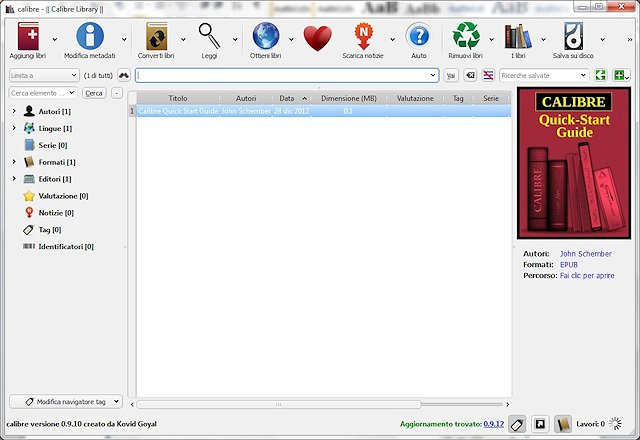 calibre - || Calibre Library ||
Aggiungi libri
Modifica metadati
Converti libri
Leggi
Ottieni libri
Scarica notizie
Aiuto
Rimuovi libri
1 libri
Salva su disco
Limita a
(1 di tutti)
Vai
Ricerche salvate
Cerca elemento ...
Cerca
-
Titolo Autori Data Dimensione (MB) Valutazione Tag Serie
1 Calibre Quick Start Guide John Schember 28 dic 2012 0.1
Autori [1]
Lingue [1]
Serie [0]
Formati [1]
Editori [1]
Valutazione [0]
Notizie [0]
Tag [0]
Identificatori [0]
CALIBRE
Quick-Start
Guide
CALIBRE
Autori: John Schember
Formati: EPUB
Percorso: Fai clic per aprire
Modifica navigatore tag
calibre versione 0.9.10 creato da Kovid Goyal
Aggiornamento trovato: 0.9.12
Lavori: 0